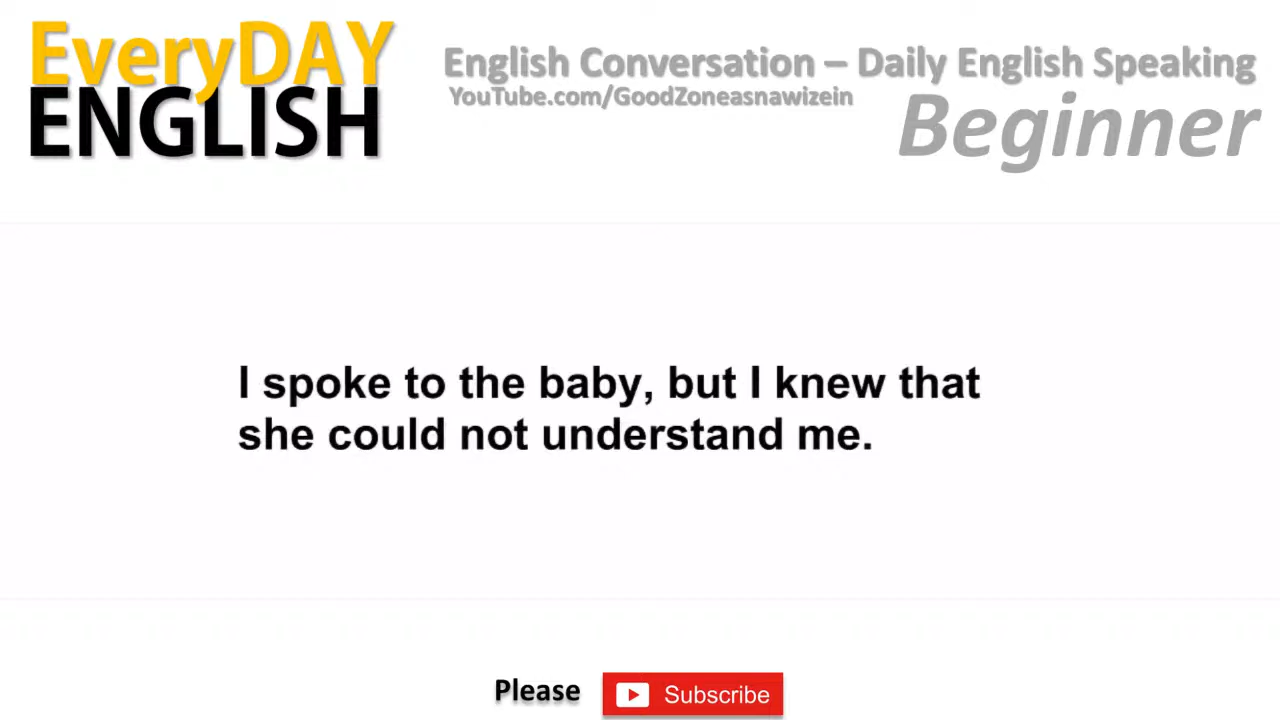 EveryDAY
ENGLISH
English Conversation – Daily English Speaking
YouTube.com/GoodZoneasnawizein
Beginner
I spoke to the baby, but I knew that
she could not understand me.
Please
Subscribe